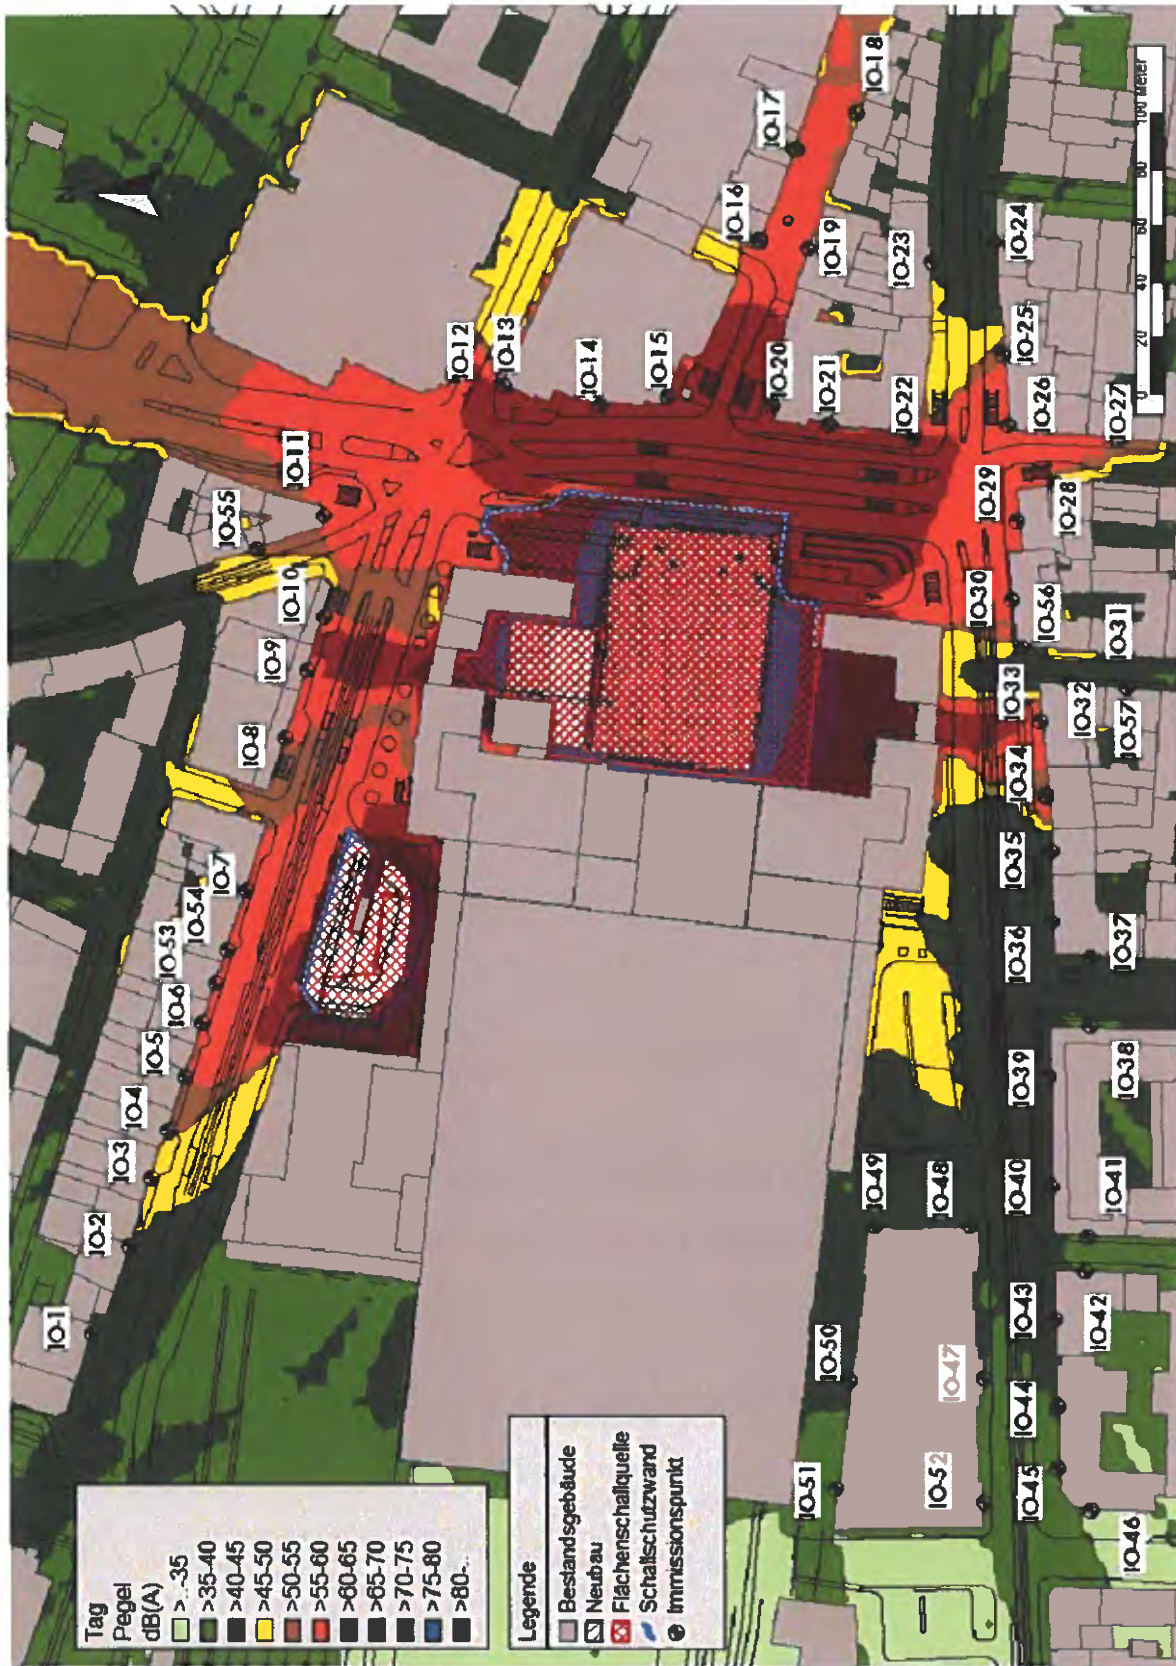 Tag
Pegel
dB(A)
>...-35
>35-40
>40-45
>45-50
>50-55
>55-60
>60-65
>65-70
>70-75
>75-80
>80-...
Legende
Bestandsgebäude
Neubau
Flächenschallquelle
Schallschutzwand
Immissionspunkt
IO-1
IO-2
IO-3
IO-4
IO-5
IO-6
IO-53
IO-54
IO-7
IO-8
IO-9
IO-10
IO-55
IO-11
IO-12
IO-13
IO-14
IO-15
IO-16
IO-17
IO-18
IO-19
IO-20
IO-21
IO-22
IO-23
IO-24
IO-25
IO-26
IO-27
IO-28
IO-29
IO-30
IO-56
IO-31
IO-33
IO-32
IO-57
IO-34
IO-35
IO-36
IO-37
IO-38
IO-39
IO-40
IO-41
IO-42
IO-43
IO-44
IO-45
IO-46
IO-47
IO-48
IO-49
IO-50
IO-51
IO-52
0 20 40 60 80 100 Meter